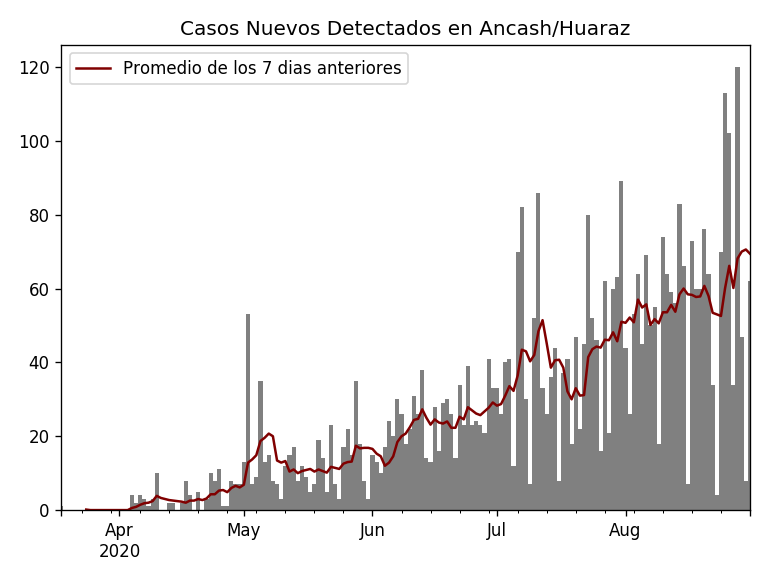 Casos Nuevos Detectados en Ancash/Huaraz
Promedio de los 7 dias anteriores
120
100
80
60
40
20
0
Apr
2020
May
Jun
Jul
Aug